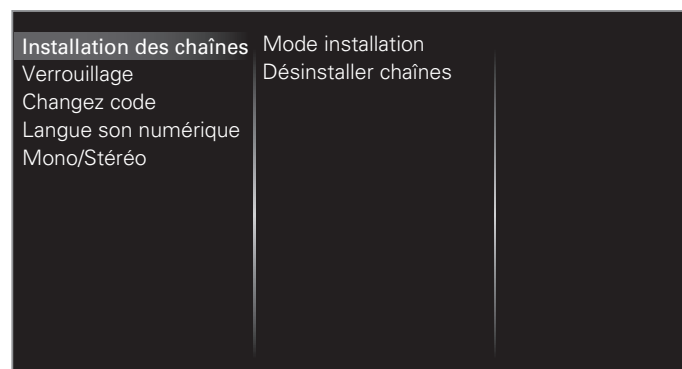 Installation des chaînes
Verrouillage
Changez code
Langue son numérique
Mono/Stéréo
Mode installation
Désinstaller chaînes